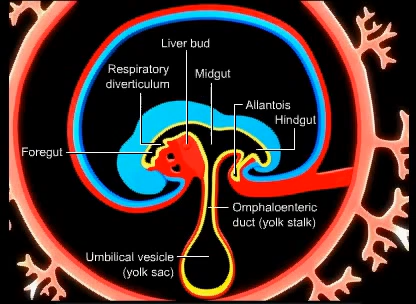 Liver bud
Respiratory
diverticulum
Midgut
Allantois
Hindgut
Foregut
Omphaloenteric
duct (yolk stalk)
Umbilical vesicle
(yolk sac)